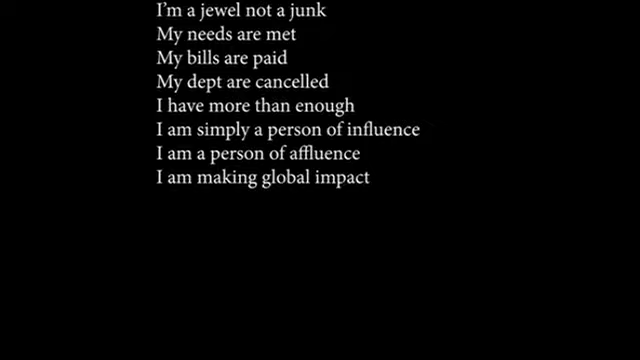 I’m a jewel not a junk
My needs are met
My bills are paid
My dept are cancelled
I have more than enough
I am simply a person of influence
I am a person of affluence
I am making global impact